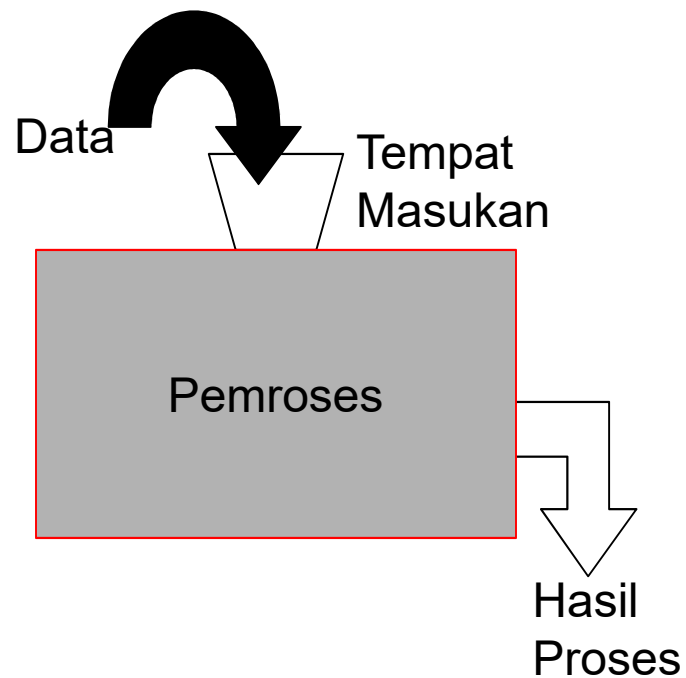 Data
Tempat
Masukan
Pemroses
Hasil
Proses